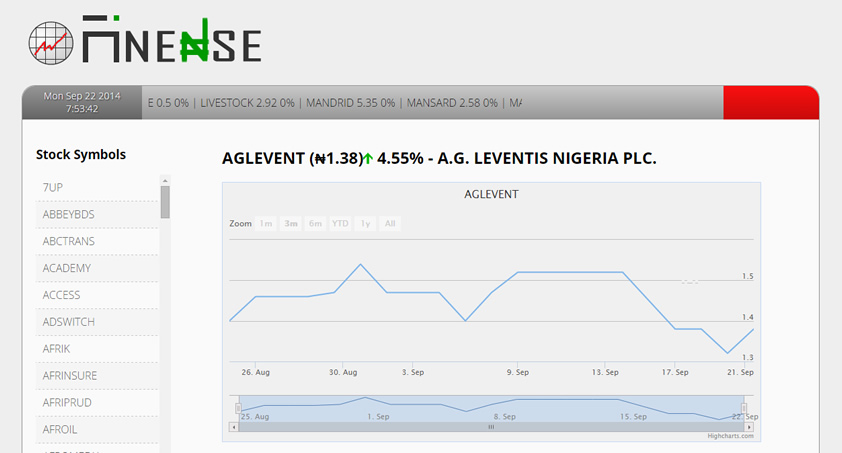 FINENSE
Mon Sep 22 2014
7:53:42
E 0.5 0% | LIVESTOCK 2.92 0% | MANDRID 5.35 0% | MANSARD 2.58 0% |
Stock Symbols
7UP
ABBEYBDS
ABCTRANS
ACADEMY
ACCESS
ADSWITCH
AFRIK
AFRINSURE
AFRIPRUD
AFROIL
AGLEVENT (₦1.38) 4.55% - A.G. LEVENTIS NIGERIA PLC.
AGLEVENT
Zoom 1m 3m 6m YTD 1y All
1.5
1.4
1.3
26. Aug 30. Aug 3. Sep 9. Sep 13. Sep 17. Sep 21. Sep
25. Aug 1. Sep 8. Sep 15. Sep 22. Sep
Highcharts.com